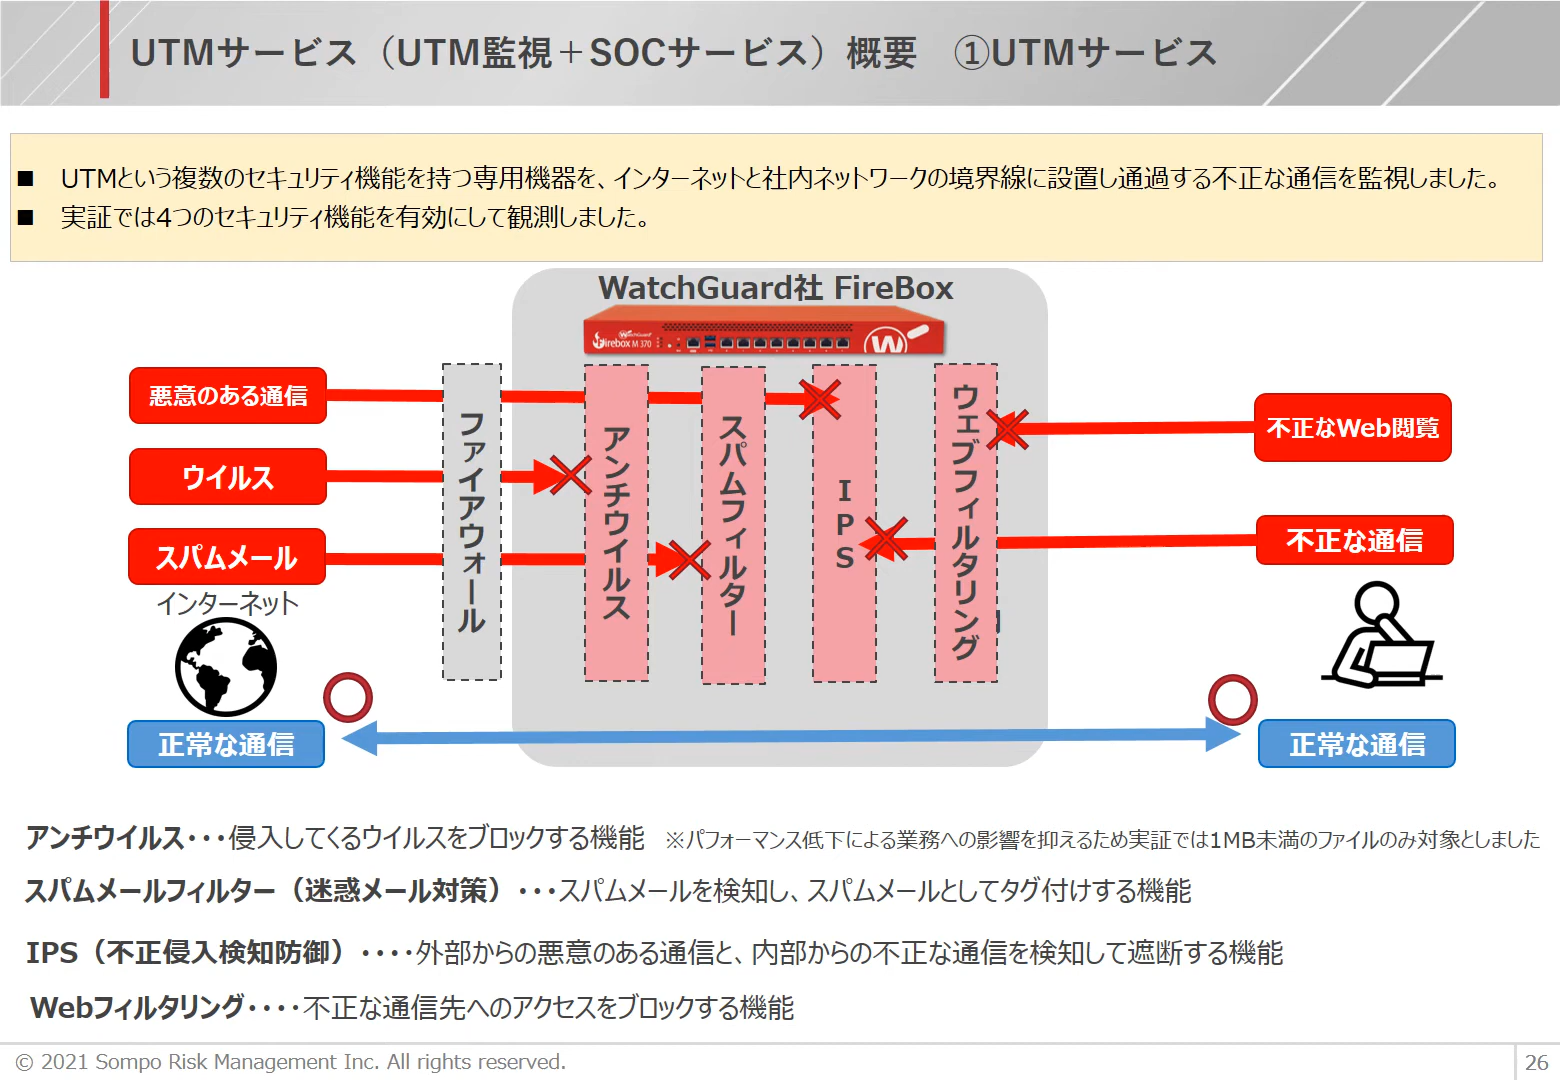 UTMサービス（UTM監視＋SOCサービス）概要　①UTMサービス
■ UTMという複数のセキュリティ機能を持つ専用機器を、インターネットと社内ネットワークの境界線に設置し通過する不正な通信を監視しました。
■ 実証では4つのセキュリティ機能を有効にして観測しました。
WatchGuard社 FireBox
WatchGuard
Firebox M 370
悪意のある通信
ウイルス
スパムメール
インターネット
正常な通信
ファイアウォール
アンチウイルス
スパムフィルター
IPS
ウェブフィルタリング
不正なWeb閲覧
不正な通信
正常な通信
アンチウイルス・・・侵入してくるウイルスをブロックする機能　※パフォーマンス低下による業務への影響を抑えるため実証では1MB未満のファイルのみ対象としました
スパムメールフィルター（迷惑メール対策）・・・スパムメールを検知し、スパムメールとしてタグ付けする機能
IPS（不正侵入検知防御）・・・・外部からの悪意のある通信と、内部からの不正な通信を検知して遮断する機能
Webフィルタリング・・・・不正な通信先へのアクセスをブロックする機能
© 2021 Sompo Risk Management Inc. All rights reserved.
26